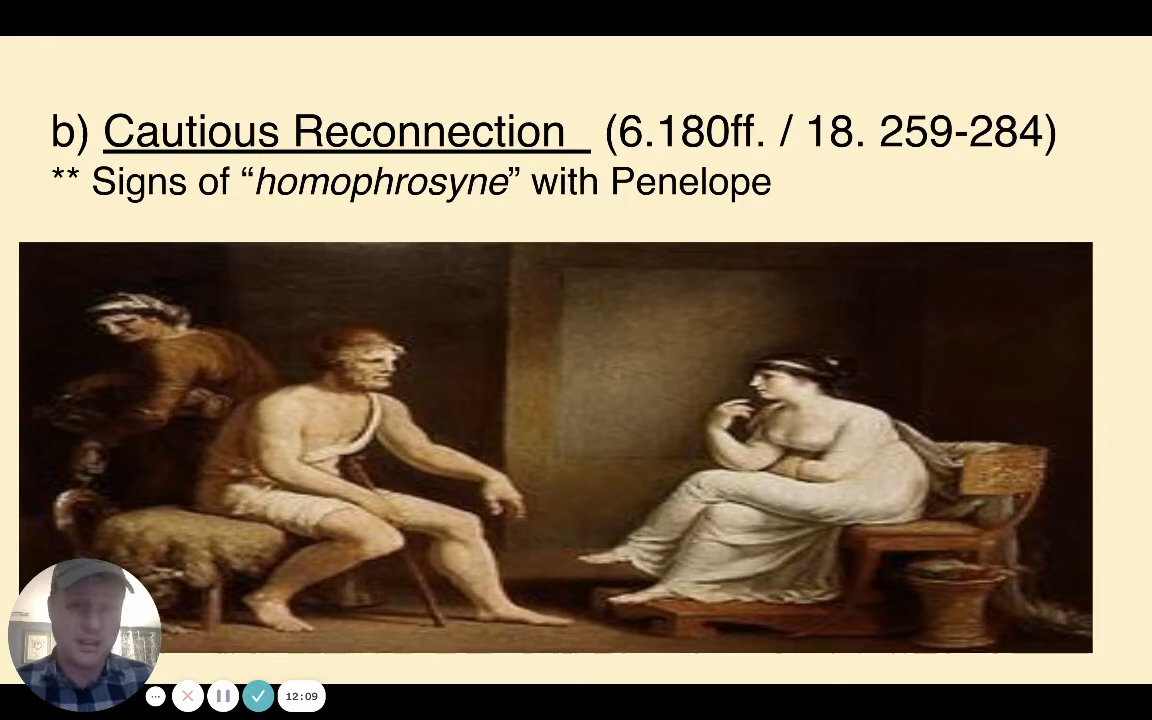 b) Cautious Reconnection (6.180ff. / 18. 259-284)
** Signs of “homophrosyne” with Penelope
12:09